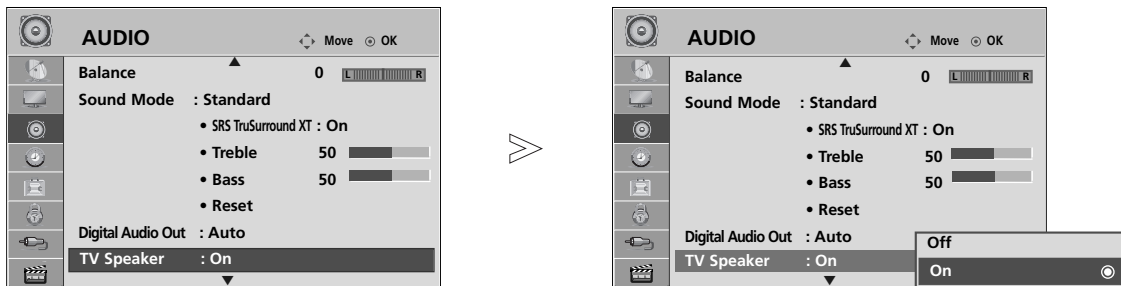 AUDIO Move OK
Balance 0 L R
Sound Mode : Standard
• SRS TruSurround XT : On
• Treble 50
• Bass 50
• Reset
Digital Audio Out : Auto
TV Speaker : On
AUDIO Move OK
Balance 0 L R
Sound Mode : Standard
• SRS TruSurround XT : On
• Treble 50
• Bass 50
• Reset
Digital Audio Out : Auto
TV Speaker : On
Off
On